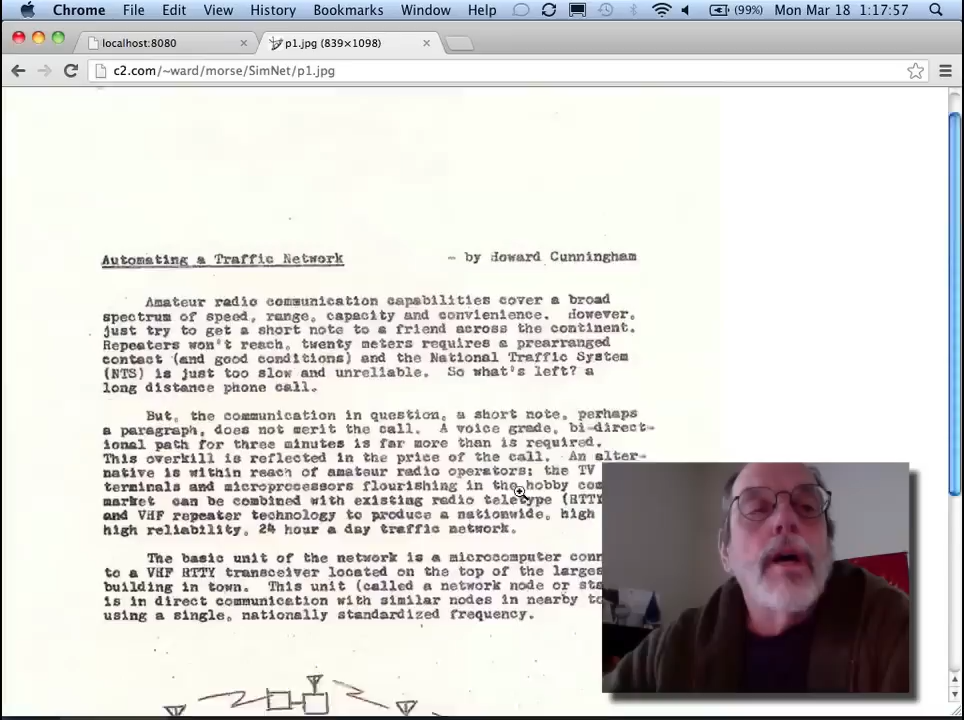 Chrome File Edit View History Bookmarks Window Help (99%) Mon Mar 18 1:17:57
localhost:8080 × p1.jpg (839×1098) ×
c2.com/~ward/morse/SimNet/p1.jpg
Automating a Traffic Network – by Howard Cunningham
Amateur radio communication capabilities cover a broad
spectrum of speed, range, capacity and convienience. However,
just try to get a short note to a friend across the continent.
Repeaters won't reach, twenty meters requires a prearranged
contact (and good conditions) and the National Traffic System
(NTS) is just too slow and unreliable. So what's left? a
long distance phone call.
But, the communication in question, a short note, perhaps
a paragraph, does not merit the call. A voice grade, bi-direct-
ional path for three minutes is far more than is required.
This overkill is reflected in the price of the call. An alter-
native is within reach of amateur radio operators: the TV
terminals and microprocessors flourishing in the hobby com
market can be combined with existing radio teletype (RTTY
and VHF repeater technology to produce a nationwide, high
high reliability, 24 hour a day traffic network.
The basic unit of the network is a microcomputer conn
to a VHF RTTY transceiver located on the top of the larges
building in town. This unit (called a network node or sta
is in direct communication with similar nodes in nearby to
using a single, nationally standardized frequency.